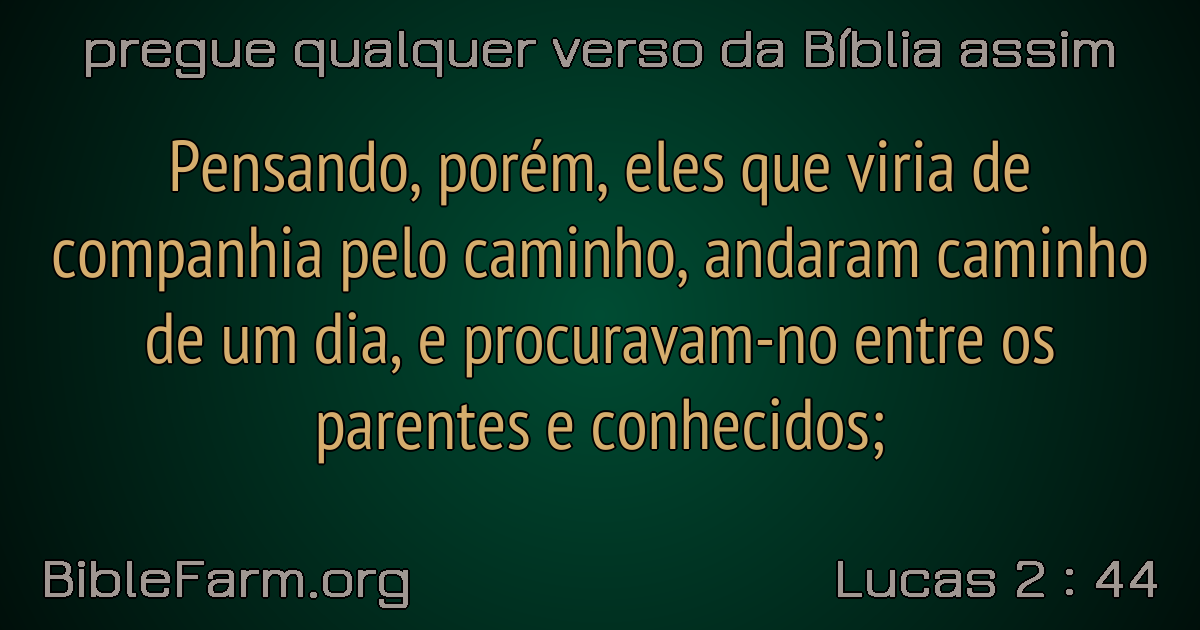 pregue qualquer verso da Bíblia assim
Pensando, porém, eles que viria de
companhia pelo caminho, andaram caminho
de um dia, e procuravam-no entre os
parentes e conhecidos;
BibleFarm.org
Lucas 2 : 44